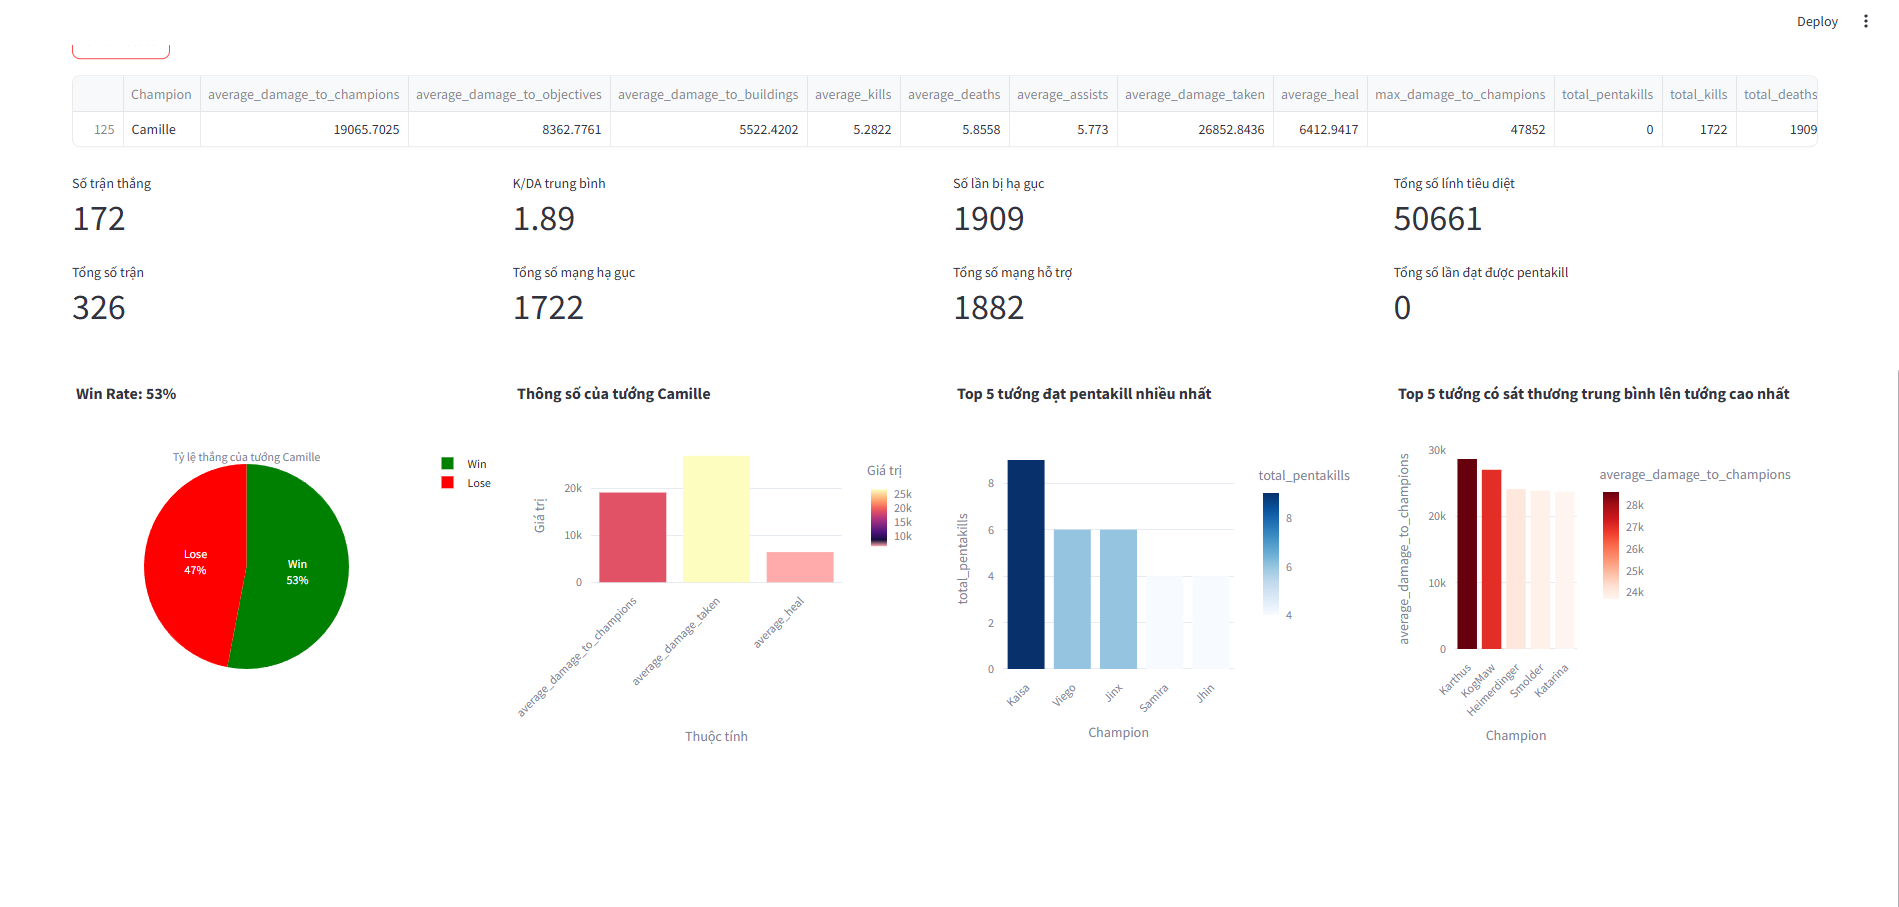 Deploy
Champion average_damage_to_champions average_damage_to_objectives average_damage_to_buildings average_kills average_deaths average_assists average_damage_taken average_heal max_damage_to_champions total_pentakills total_kills total_deaths
125 Camille 19065.7025 8362.7761 5522.4202 5.2822 5.8558 5.773 26852.8436 6412.9417 47852 0 1722 1909
Số trận thắng K/DA trung bình Số lần bị hạ gục Tổng số lính tiêu diệt
172 1.89 1909 50661
Tổng số trận Tổng số mạng hạ gục Tổng số mạng hỗ trợ Tổng số lần đạt được pentakill
326 1722 1882 0
Win Rate: 53%
Tỷ lệ thắng của tướng Camille
Win
Lose
Lose
47%
Win
53%
Thông số của tướng Camille
Giá trị
20k
10k
0
average_damage_to_champions
average_damage_taken
average_heal
Thuộc tính
Giá trị
25k
20k
15k
10k
Top 5 tướng đạt pentakill nhiều nhất
total_pentakills
8
6
4
2
0
Kaisa
Viego
Jinx
Samira
Jhin
Champion
total_pentakills
8
6
4
Top 5 tướng có sát thương trung bình lên tướng cao nhất
average_damage_to_champions
30k
20k
10k
0
Karthus
KogMaw
Heimerdinger
Smolder
Katarina
Champion
average_damage_to_champions
28k
27k
26k
25k
24k